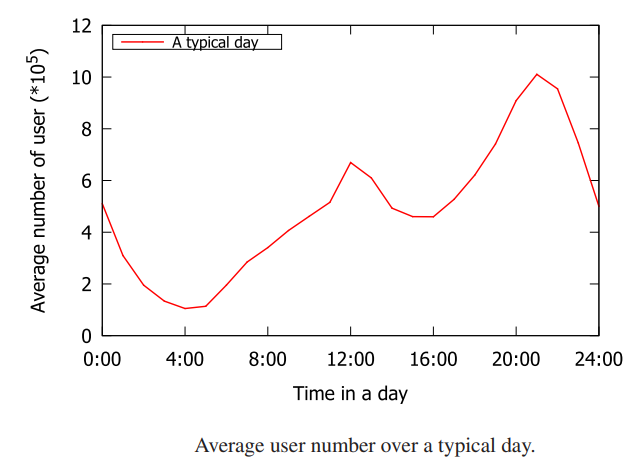 12
10
8
6
4
2
0
Average number of user (*10⁵)
A typical day
0:00 4:00 8:00 12:00 16:00 20:00 24:00
Time in a day
Average user number over a typical day.